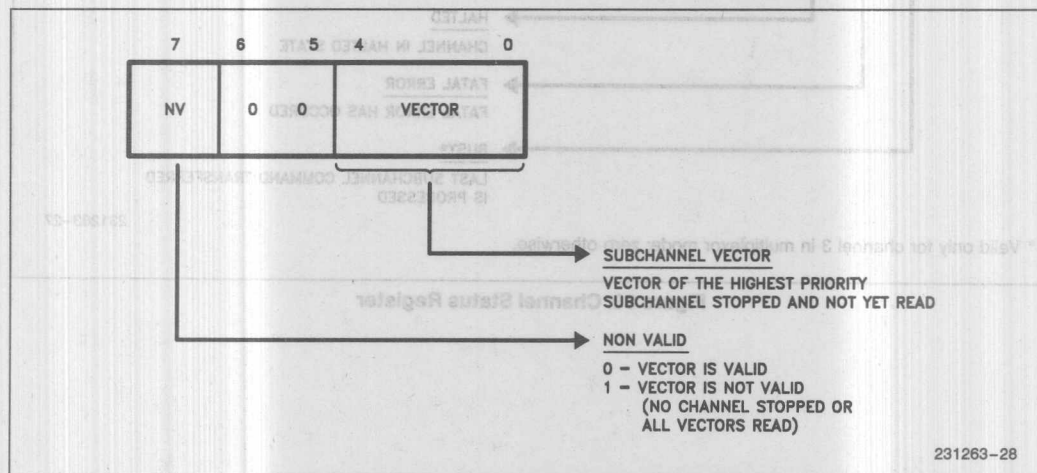 7 6 5 4 0
NV 0 0 VECTOR
SUBCHANNEL VECTOR
VECTOR OF THE HIGHEST PRIORITY
SUBCHANNEL STOPPED AND NOT YET READ
NON VALID
0 – VECTOR IS VALID
1 – VECTOR IS NOT VALID
(NO CHANNEL STOPPED OR
ALL VECTORS READ)
231263–28